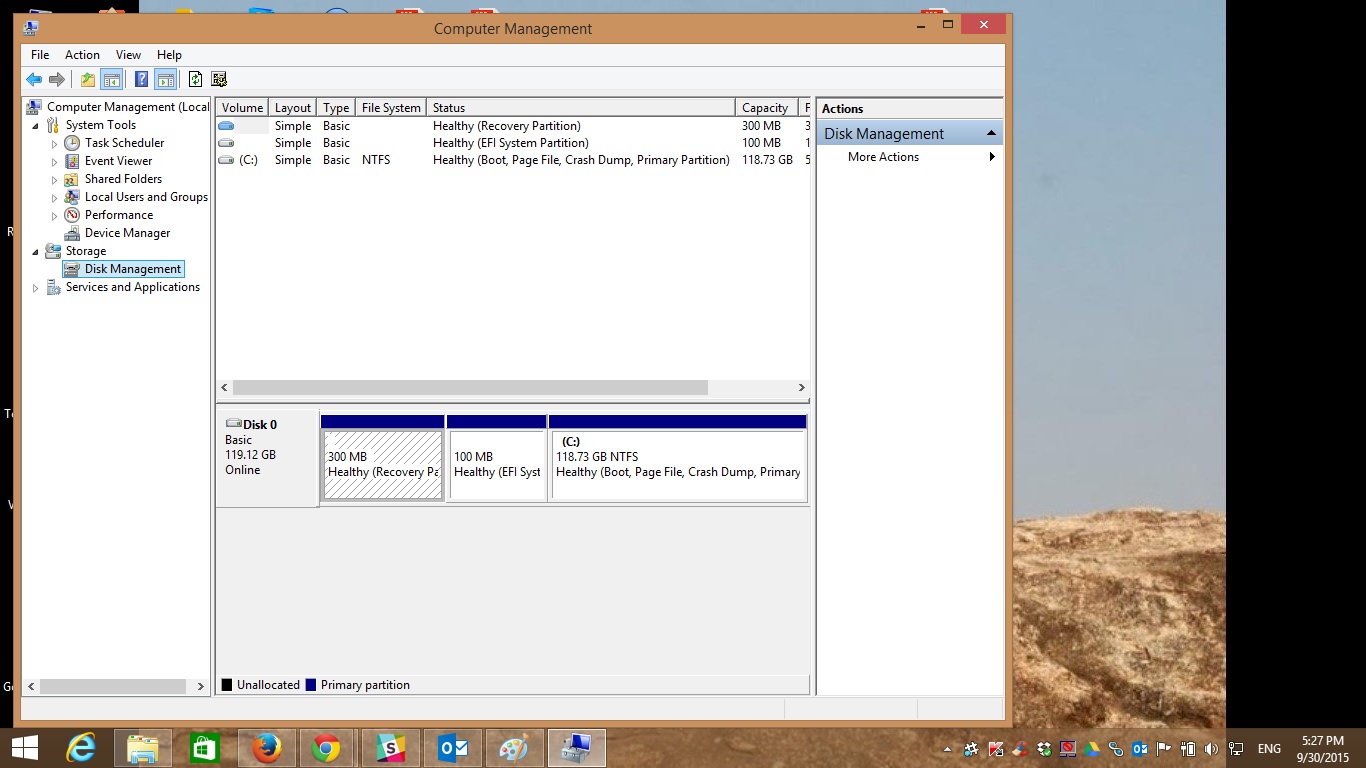 Computer Management
File Action View Help
Computer Management (Local
System Tools
Task Scheduler
Event Viewer
Shared Folders
Local Users and Groups
Performance
Device Manager
Storage
Disk Management
Services and Applications
Volume Layout Type File System Status Capacity F
Simple Basic Healthy (Recovery Partition) 300 MB 3
Simple Basic Healthy (EFI System Partition) 100 MB 1
(C:) Simple Basic NTFS Healthy (Boot, Page File, Crash Dump, Primary Partition) 118.73 GB 5
Disk 0
Basic
119.12 GB
Online
300 MB
Healthy (Recovery Pa
100 MB
Healthy (EFI Syst
(C:)
118.73 GB NTFS
Healthy (Boot, Page File, Crash Dump, Primary
Unallocated Primary partition
Actions
Disk Management
More Actions
ENG
5:27 PM
9/30/2015